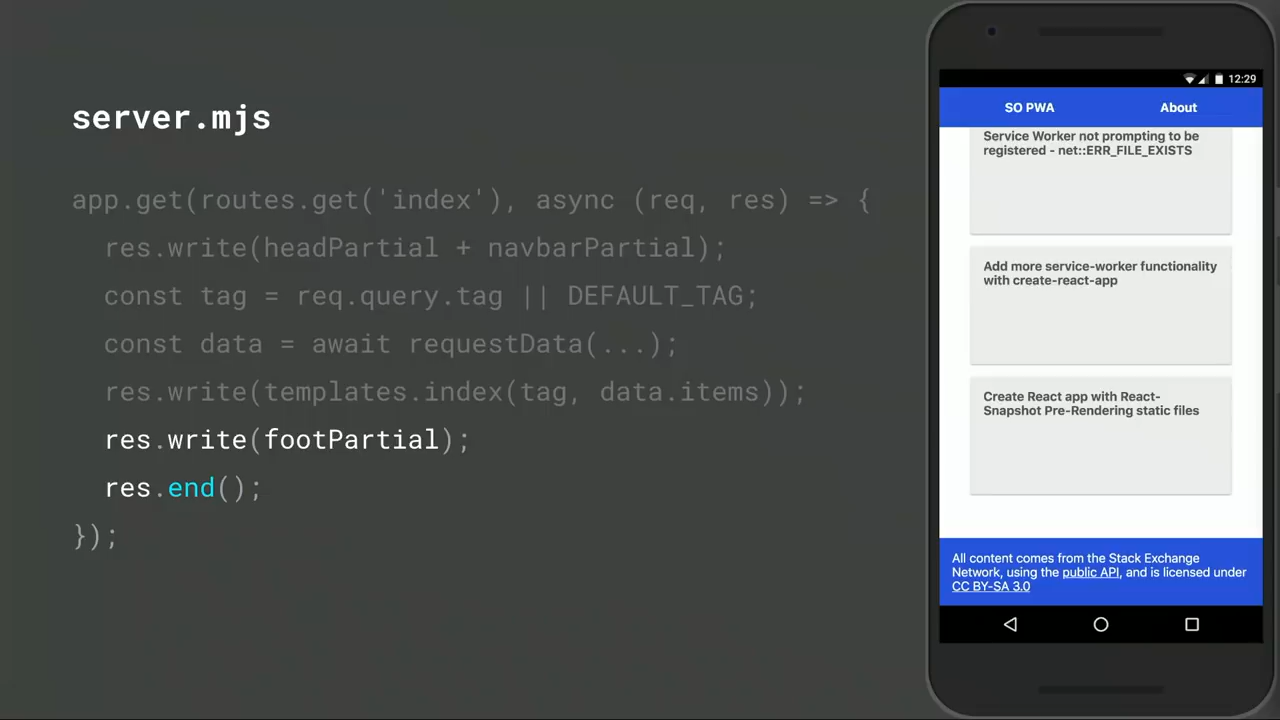 server.mjs
app.get(routes.get('index'), async (req, res) => {
res.write(headPartial + navbarPartial);
const tag = req.query.tag || DEFAULT_TAG;
const data = await requestData(...);
res.write(templates.index(tag, data.items));
res.write(footPartial);
res.end();
});
12:29
SO PWA About
Service Worker not prompting to be
registered - net::ERR_FILE_EXISTS
Add more service-worker functionality
with create-react-app
Create React app with React-
Snapshot Pre-Rendering static files
All content comes from the Stack Exchange
Network, using the public API, and is licensed under
CC BY-SA 3.0